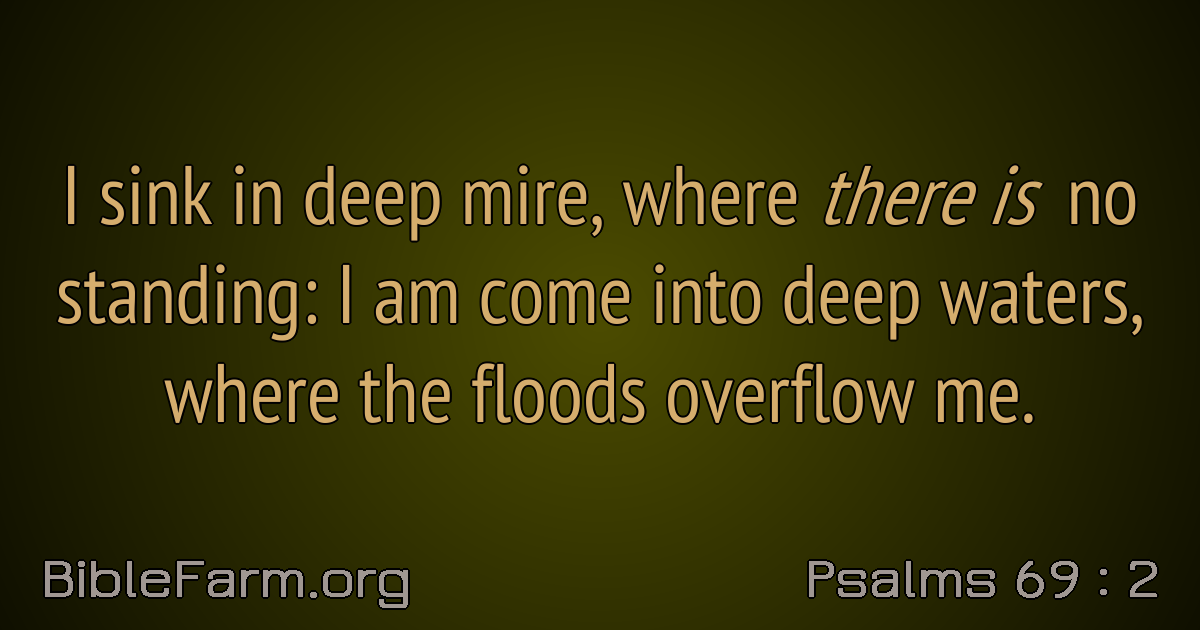 I sink in deep mire, where there is no
standing: I am come into deep waters,
where the floods overflow me.
BibleFarm.org
Psalms 69 : 2